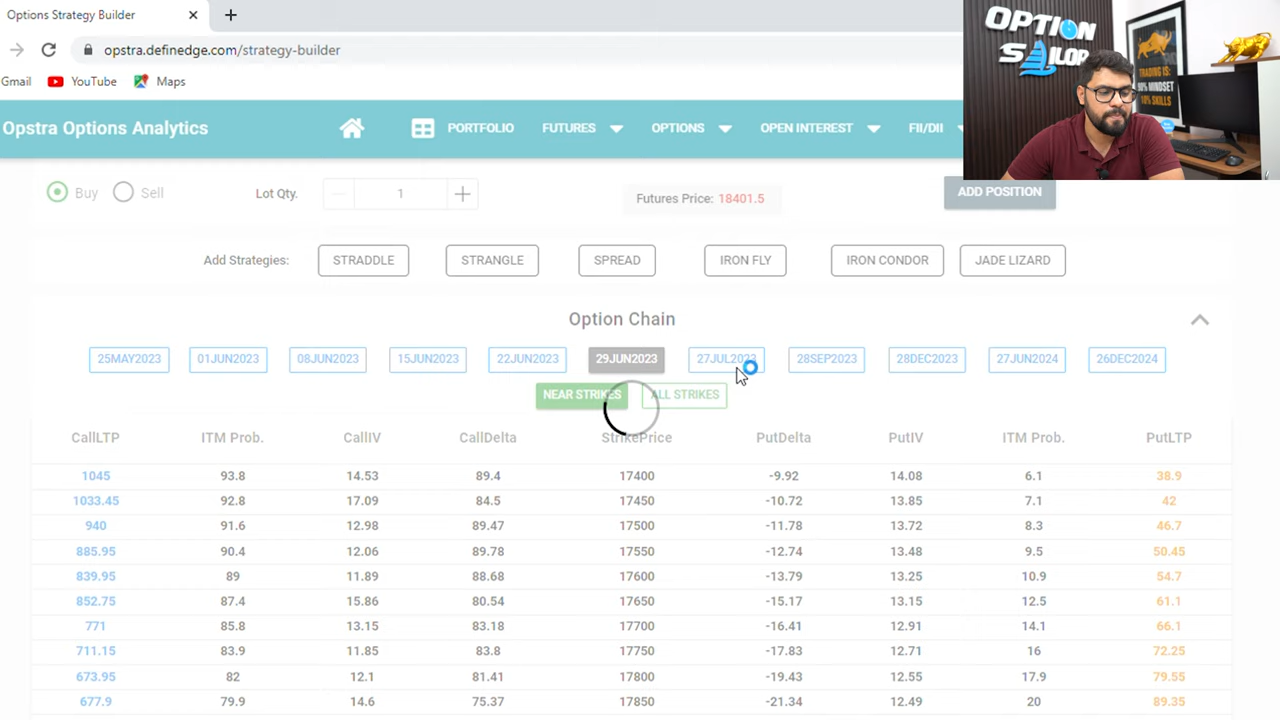 Options Strategy Builder
opstra.definedge.com/strategy-builder
Gmail YouTube Maps
OPTION
SAILOR
TRADING IS:
90% MINDSET
10% SKILLS
Opstra Options Analytics PORTFOLIO FUTURES OPTIONS OPEN INTEREST FII/DII
Buy Sell Lot Qty. 1 Futures Price: 18401.5 ADD POSITION
Add Strategies: STRADDLE STRANGLE SPREAD IRON FLY IRON CONDOR JADE LIZARD
Option Chain
25MAY2023 01JUN2023 08JUN2023 15JUN2023 22JUN2023 29JUN2023 27JUL2023 28SEP2023 28DEC2023 27JUN2024 26DEC2024
NEAR STRIKES ALL STRIKES
CallLTP ITM Prob. CallIV CallDelta StrikePrice PutDelta PutIV ITM Prob. PutLTP
1045 93.8 14.53 89.4 17400 -9.92 14.08 6.1 38.9
1033.45 92.8 17.09 84.5 17450 -10.72 13.85 7.1 42
940 91.6 12.98 89.47 17500 -11.78 13.72 8.3 46.7
885.95 90.4 12.06 89.78 17550 -12.74 13.48 9.5 50.45
839.95 89 11.89 88.68 17600 -13.79 13.25 10.9 54.7
852.75 87.4 15.86 80.54 17650 -15.17 13.15 12.5 61.1
771 85.8 13.15 83.18 17700 -16.41 12.91 14.1 66.1
711.15 83.9 11.85 83.8 17750 -17.83 12.71 16 72.25
673.95 82 12.1 81.41 17800 -19.43 12.55 17.9 79.55
677.9 79.9 14.6 75.37 17850 -21.34 12.49 20 89.35